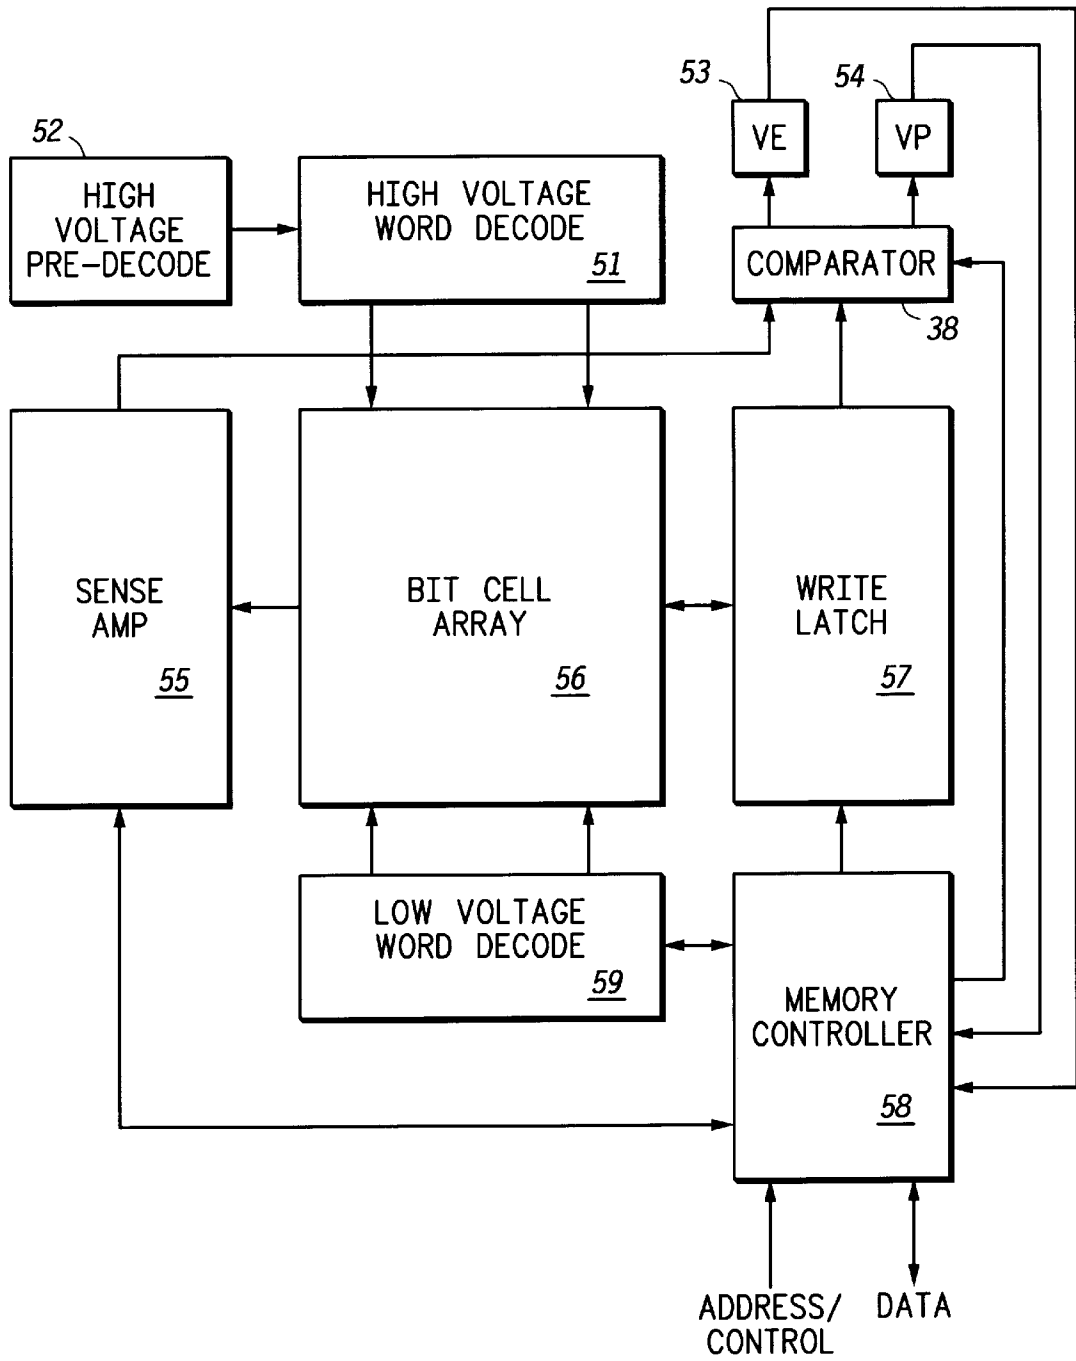 53
54
VE
VP
52
HIGH
VOLTAGE
PRE-DECODE
HIGH VOLTAGE
WORD DECODE
51
COMPARATOR
38
SENSE
AMP
55
BIT CELL
ARRAY
56
WRITE
LATCH
57
LOW VOLTAGE
WORD DECODE
59
MEMORY
CONTROLLER
58
ADDRESS/
CONTROL
DATA